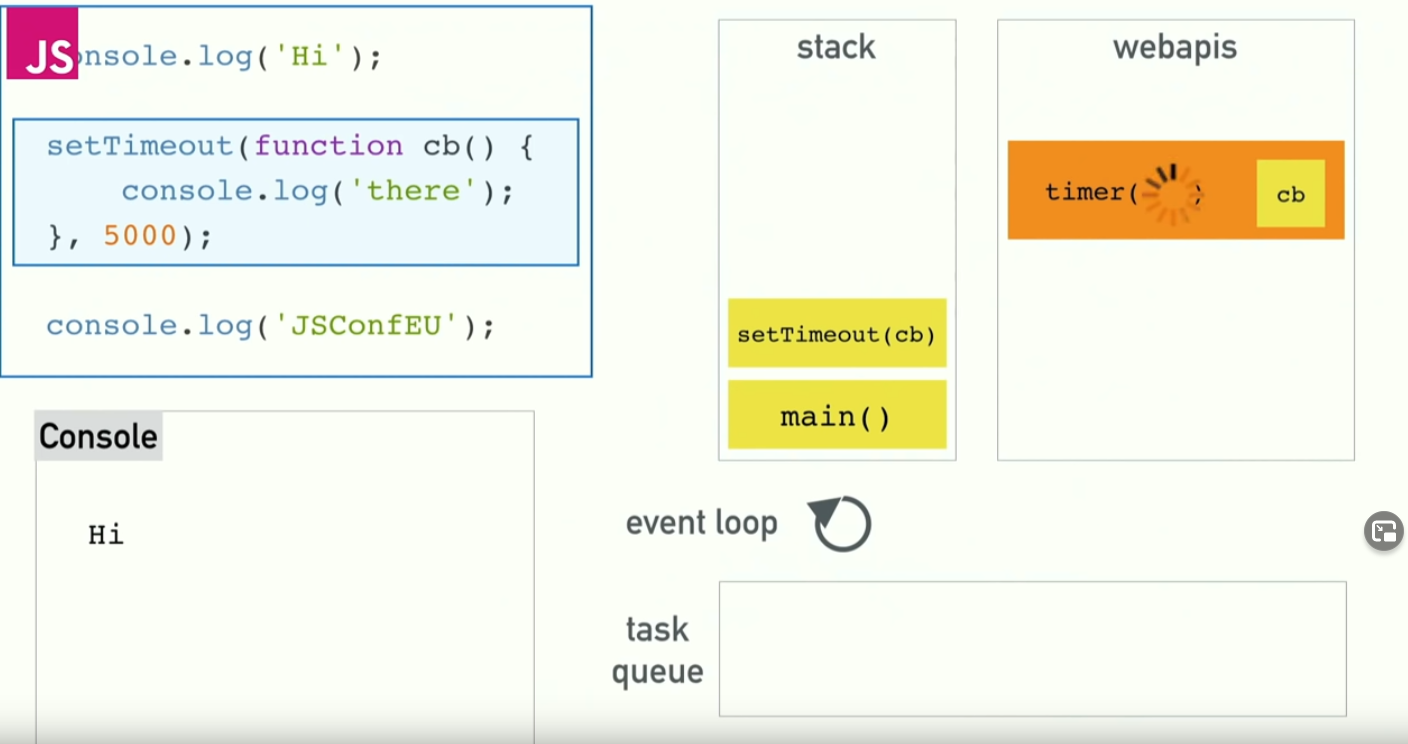 JS
nsole.log('Hi');
setTimeout(function cb() {
console.log('there');
}, 5000);
console.log('JSConfEU');
Console
Hi
stack
setTimeout(cb)
main()
webapis
timer( )
cb
event loop
task
queue